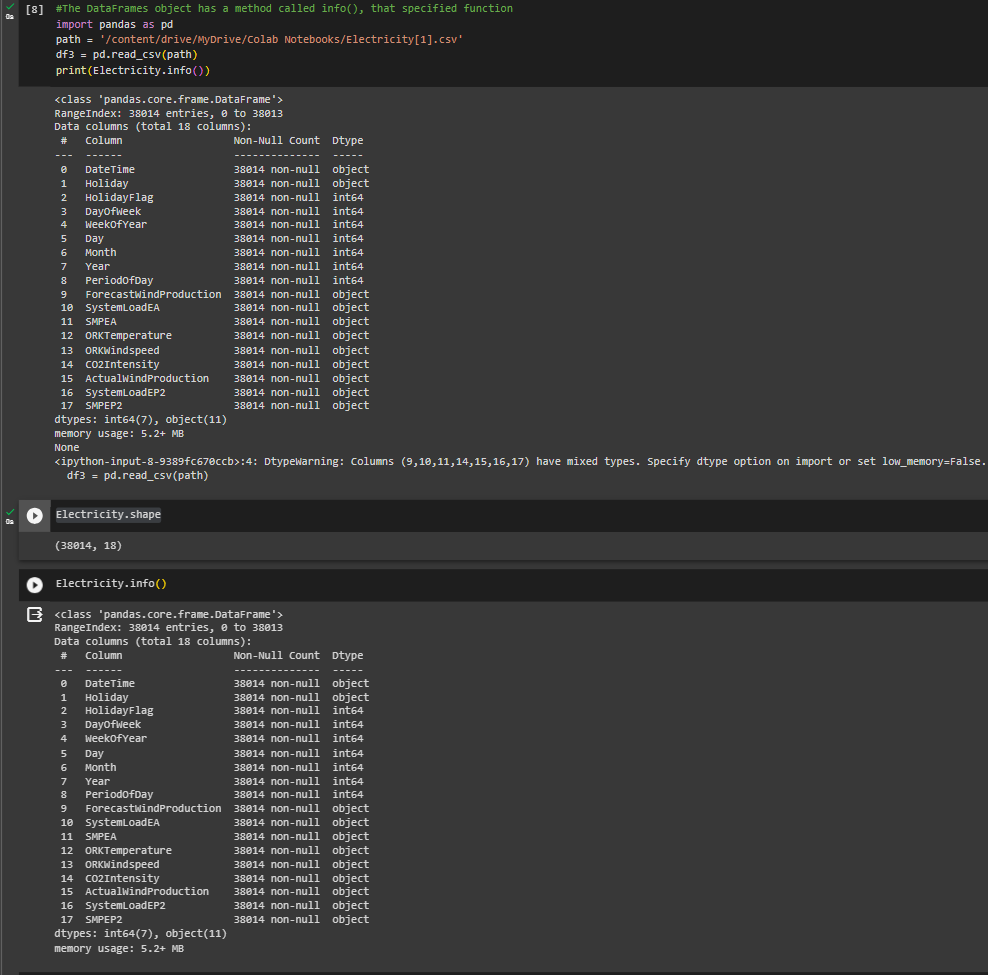 [8] #The DataFrames object has a method called info(), that specified function
0s
import pandas as pd
path = '/content/drive/MyDrive/Colab Notebooks/Electricity[1].csv'
df3 = pd.read_csv(path)
print(Electricity.info())
<class 'pandas.core.frame.DataFrame'>
RangeIndex: 38014 entries, 0 to 38013
Data columns (total 18 columns):
 #   Column                Non-Null Count  Dtype
---  ------                --------------  -----
 0   DateTime              38014 non-null  object
 1   Holiday               38014 non-null  object
 2   HolidayFlag           38014 non-null  int64
 3   DayOfWeek             38014 non-null  int64
 4   WeekOfYear            38014 non-null  int64
 5   Day                   38014 non-null  int64
 6   Month                 38014 non-null  int64
 7   Year                  38014 non-null  int64
 8   PeriodOfDay           38014 non-null  int64
 9   ForecastWindProduction  38014 non-null  object
 10  SystemLoadEA          38014 non-null  object
 11  SMPEA                 38014 non-null  object
 12  ORKTemperature        38014 non-null  object
 13  ORKWindspeed          38014 non-null  object
 14  CO2Intensity          38014 non-null  object
 15  ActualWindProduction  38014 non-null  object
 16  SystemLoadEP2         38014 non-null  object
 17  SMPEP2                38014 non-null  object
dtypes: int64(7), object(11)
memory usage: 5.2+ MB
None
<ipython-input-8-9389fc670ccb>:4: DtypeWarning: Columns (9,10,11,14,15,16,17) have mixed types. Specify dtype option on import or set low_memory=False.
  df3 = pd.read_csv(path)
Electricity.shape
0s
(38014, 18)
Electricity.info()
<class 'pandas.core.frame.DataFrame'>
RangeIndex: 38014 entries, 0 to 38013
Data columns (total 18 columns):
 #   Column                Non-Null Count  Dtype
---  ------                --------------  -----
 0   DateTime              38014 non-null  object
 1   Holiday               38014 non-null  object
 2   HolidayFlag           38014 non-null  int64
 3   DayOfWeek             38014 non-null  int64
 4   WeekOfYear            38014 non-null  int64
 5   Day                   38014 non-null  int64
 6   Month                 38014 non-null  int64
 7   Year                  38014 non-null  int64
 8   PeriodOfDay           38014 non-null  int64
 9   ForecastWindProduction  38014 non-null  object
 10  SystemLoadEA          38014 non-null  object
 11  SMPEA                 38014 non-null  object
 12  ORKTemperature        38014 non-null  object
 13  ORKWindspeed          38014 non-null  object
 14  CO2Intensity          38014 non-null  object
 15  ActualWindProduction  38014 non-null  object
 16  SystemLoadEP2         38014 non-null  object
 17  SMPEP2                38014 non-null  object
dtypes: int64(7), object(11)
memory usage: 5.2+ MB